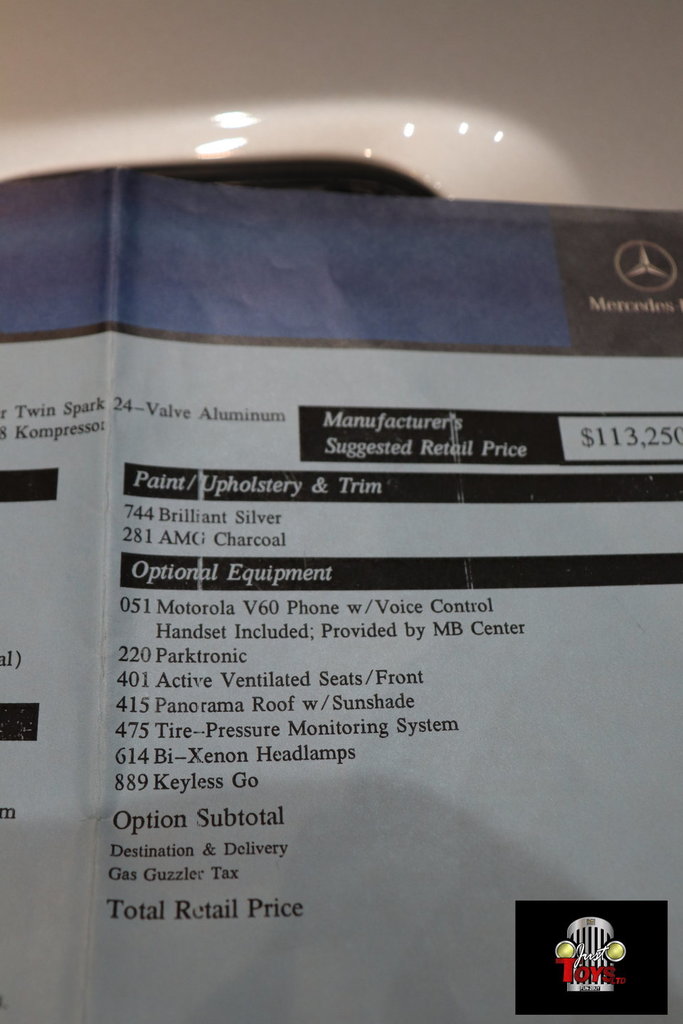 Mercedes-
r Twin Spark 24-Valve Aluminum
8 Kompressor
Manufacturer's
Suggested Retail Price
$113,250
Paint/Upholstery & Trim
744 Brilliant Silver
281 AMG Charcoal
Optional Equipment
051 Motorola V60 Phone w/Voice Control
Handset Included; Provided by MB Center
220 Parktronic
al)
401 Active Ventilated Seats/Front
415 Panorama Roof w/Sunshade
475 Tire-Pressure Monitoring System
614 Bi-Xenon Headlamps
889 Keyless Go
m
Option Subtotal
Destination & Delivery
Gas Guzzler Tax
Total Retail Price
Just
Toys